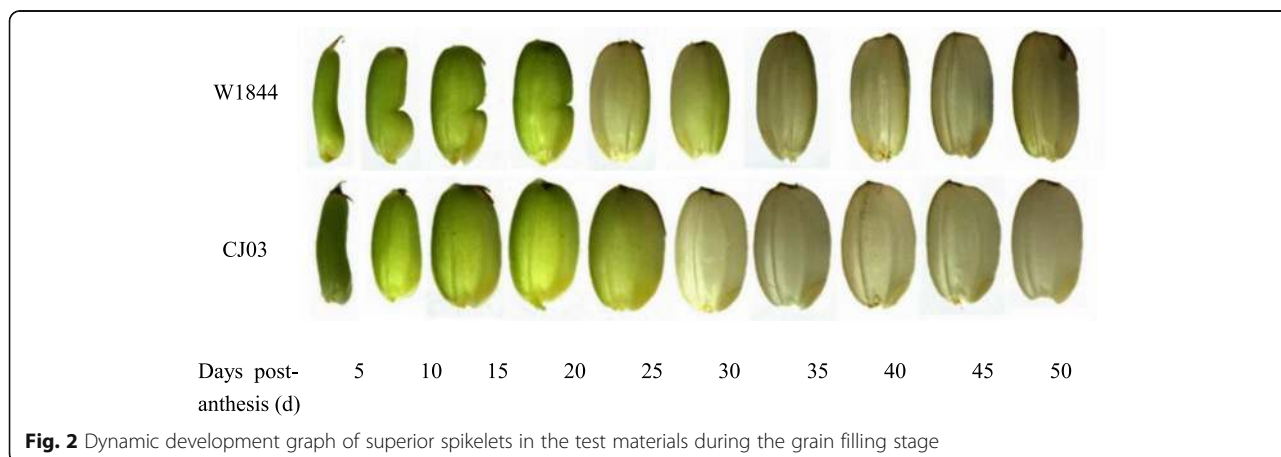 W1844
CJ03
Days post-anthesis (d) 5 10 15 20 25 30 35 40 45 50
Fig. 2 Dynamic development graph of superior spikelets in the test materials during the grain filling stage